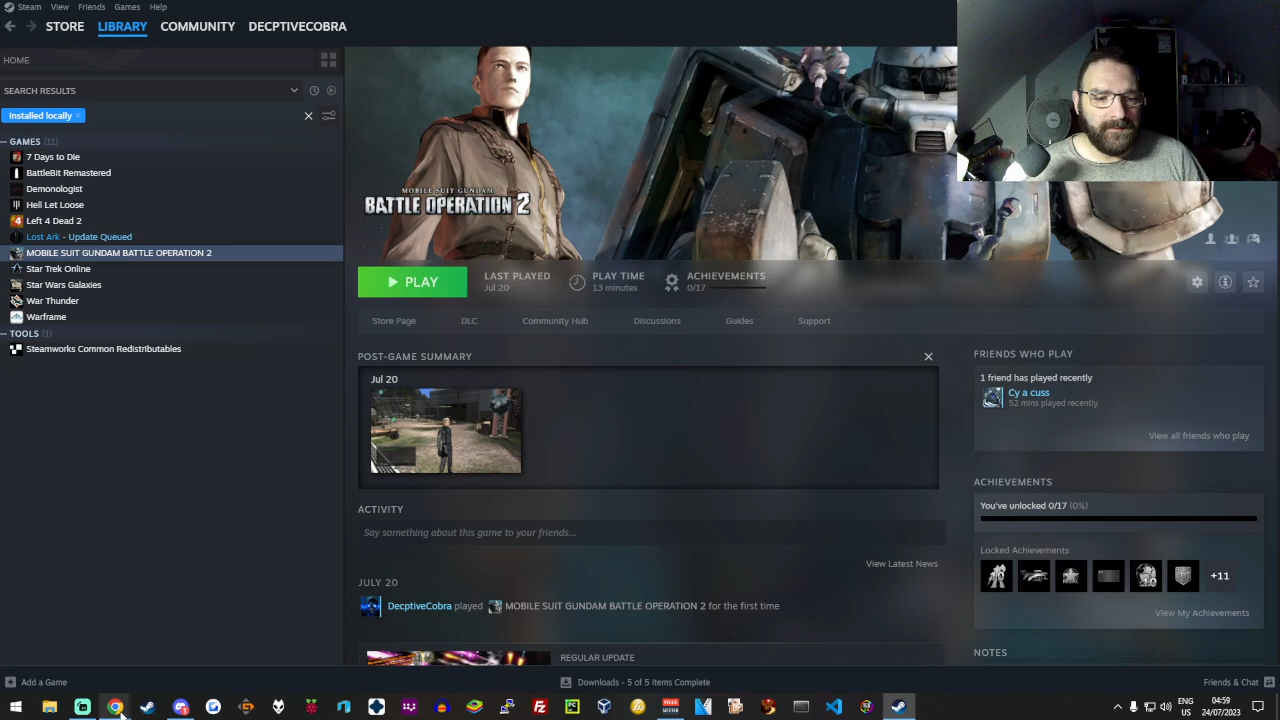 Steam View Friends Games Help
STORE LIBRARY COMMUNITY DECPTIVECOBRA
HOME
SEARCH RESULTS
Installed locally ×
GAMES (11)
7 Days to Die
BattleBit Remastered
Demonologist
Hell Let Loose
Left 4 Dead 2
Lost Ark - Update Queued
MOBILE SUIT GUNDAM BATTLE OPERATION 2
Star Trek Online
Star Wars Galaxies
War Thunder
Warframe
TOOLS (1)
Steamworks Common Redistributables
MOBILE SUIT GUNDAM
BATTLE OPERATION 2
PLAY
LAST PLAYED
Jul 20
PLAY TIME
13 minutes
ACHIEVEMENTS
0/17
Store Page DLC Community Hub Discussions Guides Support
POST-GAME SUMMARY
Jul 20
ACTIVITY
Say something about this game to your friends...
View Latest News
JULY 20
DecptiveCobra played MOBILE SUIT GUNDAM BATTLE OPERATION 2 for the first time
REGULAR UPDATE
FRIENDS WHO PLAY
1 friend has played recently
Cy a cuss
52 mins played recently
View all friends who play
ACHIEVEMENTS
You've unlocked 0/17 (0%)
Locked Achievements
+11
View My Achievements
NOTES
Add a Game
Downloads - 5 of 5 Items Complete
Friends & Chat
ENG
US
04:59
24/07/2023